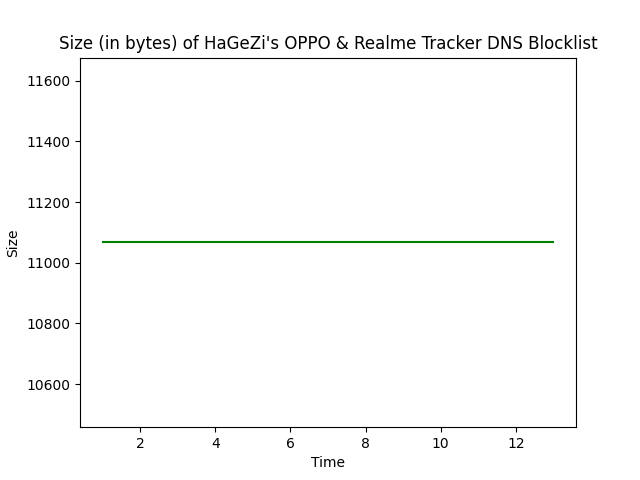 Size (in bytes) of HaGeZi's OPPO & Realme Tracker DNS Blocklist
11600
11400
11200
11000
10800
10600
Size
2 4 6 8 10 12
Time